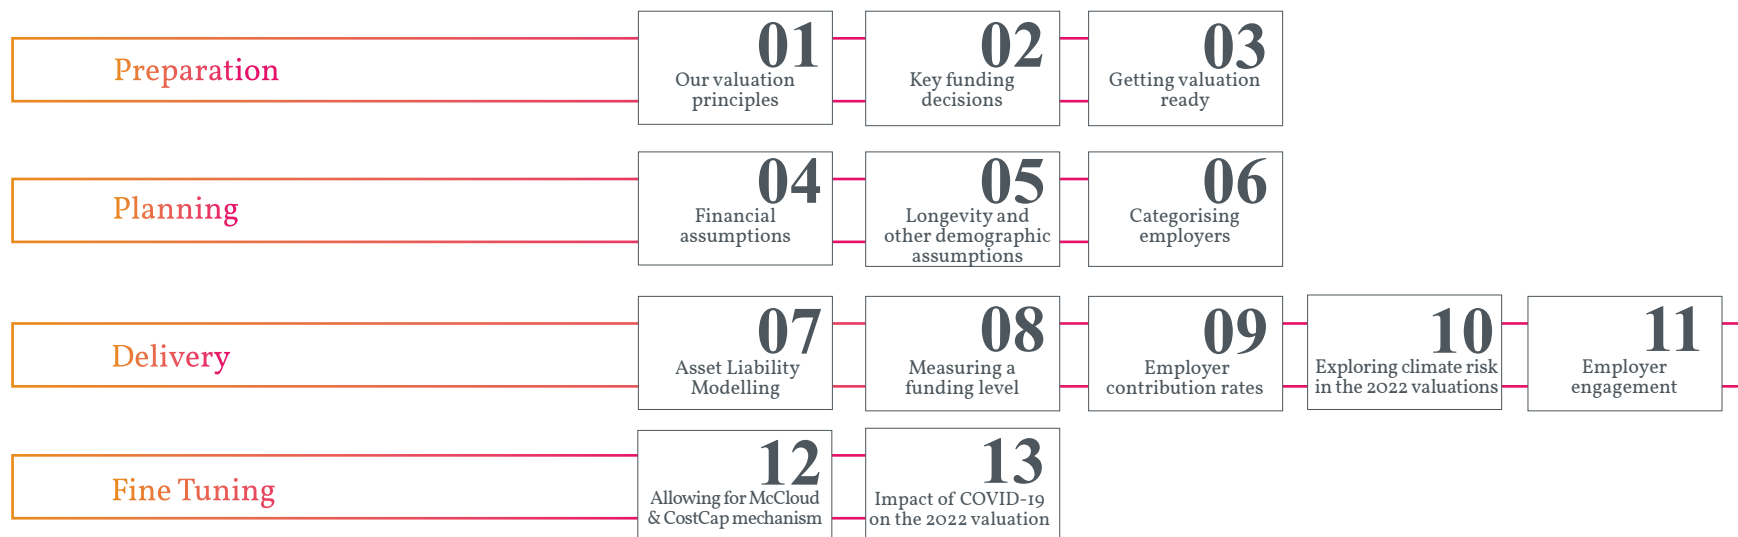 Preparation
01
Our valuation
principles
02
Key funding
decisions
03
Getting valuation
ready
Planning
04
Financial
assumptions
05
Longevity and
other demographic
assumptions
06
Categorising
employers
Delivery
07
Asset Liability
Modelling
08
Measuring a
funding level
09
Employer
contribution rates
10
Exploring climate risk
in the 2022 valuations
11
Employer
engagement
Fine Tuning
12
Allowing for McCloud
& CostCap mechanism
13
Impact of COVID-19
on the 2022 valuation